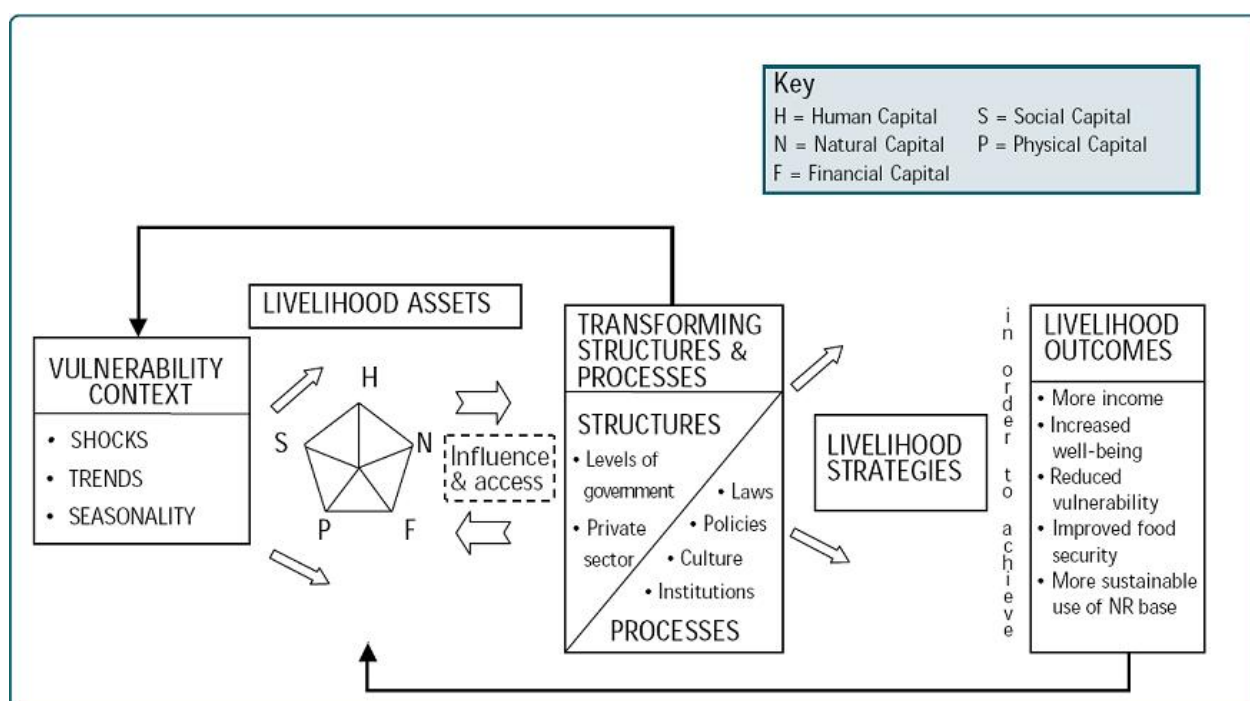 Key
H = Human Capital
S = Social Capital
N = Natural Capital
P = Physical Capital
F = Financial Capital
LIVELIHOOD ASSETS
VULNERABILITY
CONTEXT
• SHOCKS
• TRENDS
• SEASONALITY
H
S
N
P
F
Influence
& access
TRANSFORMING
STRUCTURES &
PROCESSES
STRUCTURES
• Levels of
government
• Private
sector
• Laws
• Policies
• Culture
• Institutions
PROCESSES
LIVELIHOOD
STRATEGIES
in order to achieve
LIVELIHOOD
OUTCOMES
• More income
• Increased
well-being
• Reduced
vulnerability
• Improved food
security
• More sustainable
use of NR base